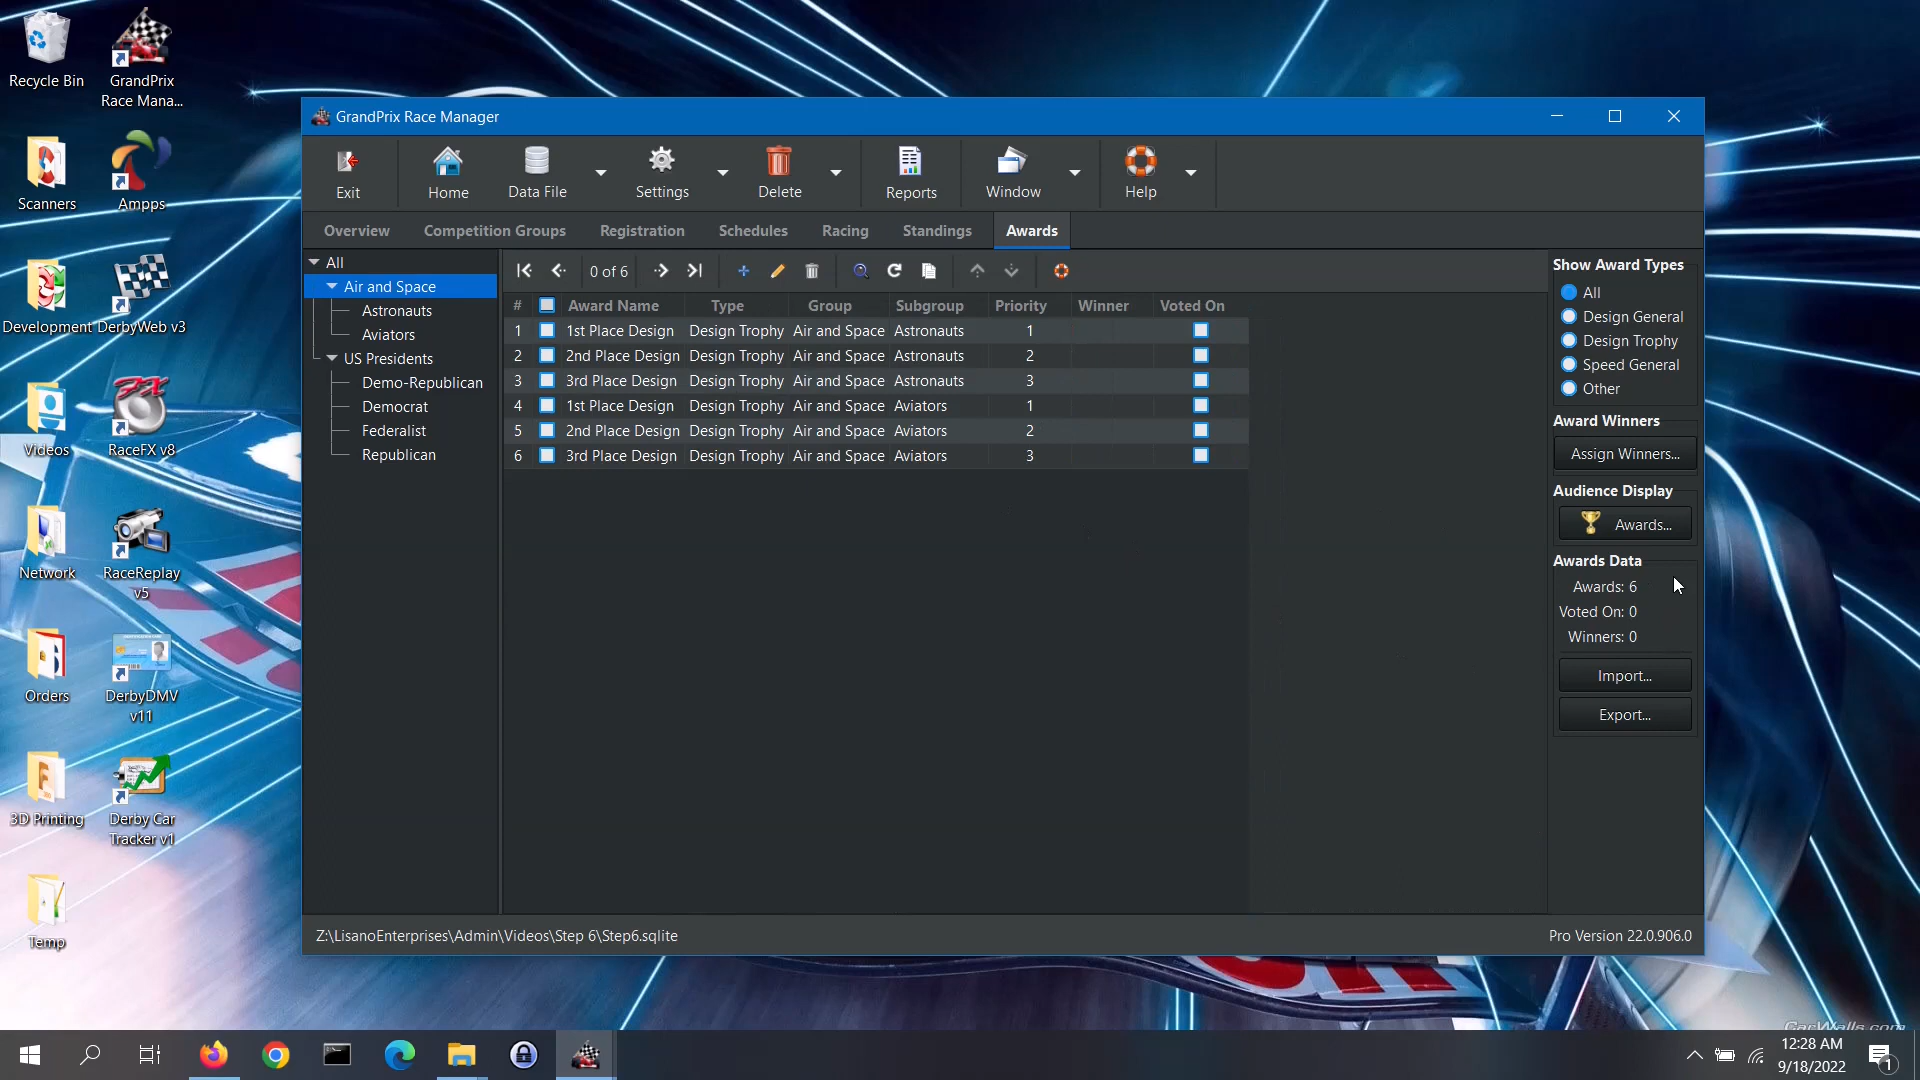 Recycle Bin
GrandPrix
Race Mana...
Scanners
Ampps
Development
DerbyWeb v3
Videos
RaceFX v8
Network
RaceReplay
v5
Orders
DerbyDMV
v11
3D Printing
Derby Car
Tracker v1
Temp
GrandPrix Race Manager
Exit
Home
Data File
Settings
Delete
Reports
Window
Help
Overview Competition Groups Registration Schedules Racing Standings Awards
All
Air and Space
Astronauts
Aviators
US Presidents
Demo-Republican
Democrat
Federalist
Republican
0 of 6
# Award Name Type Group Subgroup Priority Winner Voted On
1 1st Place Design Design Trophy Air and Space Astronauts 1
2 2nd Place Design Design Trophy Air and Space Astronauts 2
3 3rd Place Design Design Trophy Air and Space Astronauts 3
4 1st Place Design Design Trophy Air and Space Aviators 1
5 2nd Place Design Design Trophy Air and Space Aviators 2
6 3rd Place Design Design Trophy Air and Space Aviators 3
Show Award Types
All
Design General
Design Trophy
Speed General
Other
Award Winners
Assign Winners...
Audience Display
Awards...
Awards Data
Awards: 6
Voted On: 0
Winners: 0
Import...
Export...
Z:\LisanoEnterprises\Admin\Videos\Step 6\Step6.sqlite
Pro Version 22.0.906.0
CarWalls.com
12:28 AM
9/18/2022
1